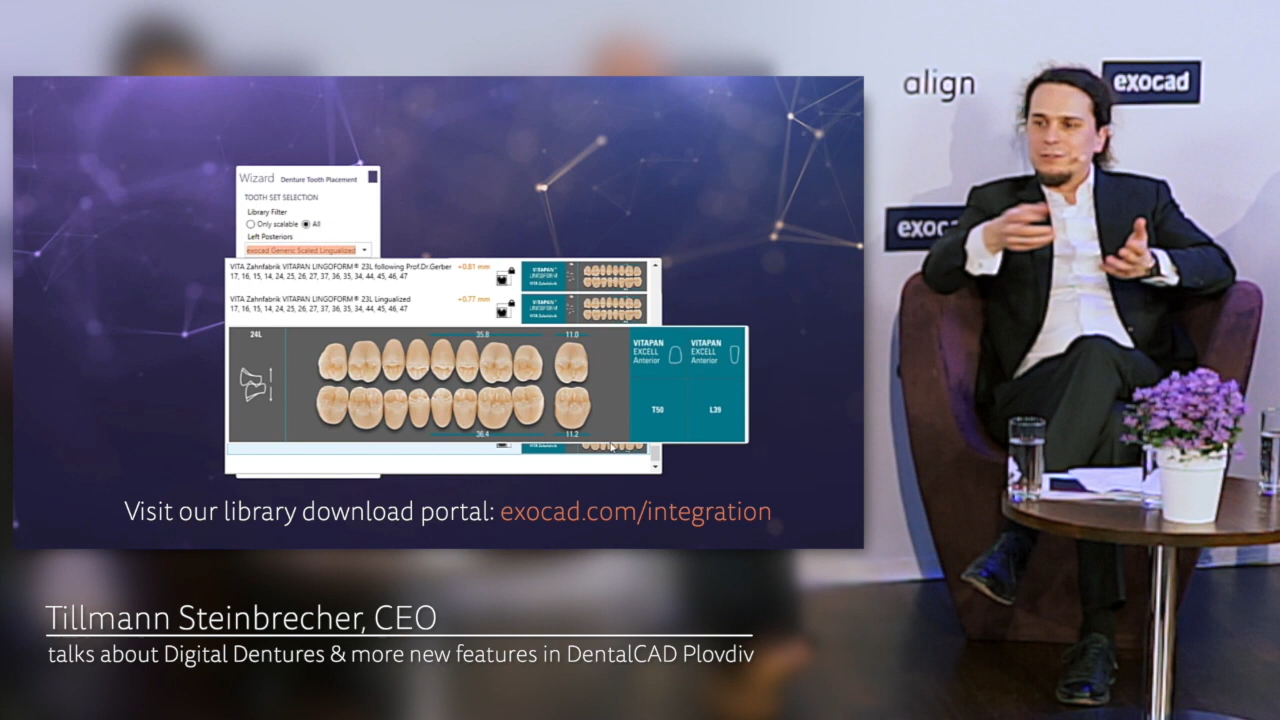 align
exocad
exoc
Wizard Denture Tooth Placement
TOOTH SET SELECTION
Library Filter
Only scalable All
Left Posteriors
exocad Generic Scaled Lingualized
VITA Zahnfabrik VITAPAN LINGOFORM® 23L following Prof.Dr.Gerber +0.81 mm
17, 16, 15, 14, 24, 25, 26, 27, 37, 36, 35, 34, 44, 45, 46, 47
VITA Zahnfabrik VITAPAN LINGOFORM® 23L Lingualized +0.77 mm
17, 16, 15, 14, 24, 25, 26, 27, 37, 36, 35, 34, 44, 45, 46, 47
24L 35.8 11.0
VITAPAN EXCELL Anterior
VITAPAN EXCELL Anterior
T50 L39
36.4 11.2
Visit our library download portal: exocad.com/integration
Tillmann Steinbrecher, CEO
talks about Digital Dentures & more new features in DentalCAD Plovdiv